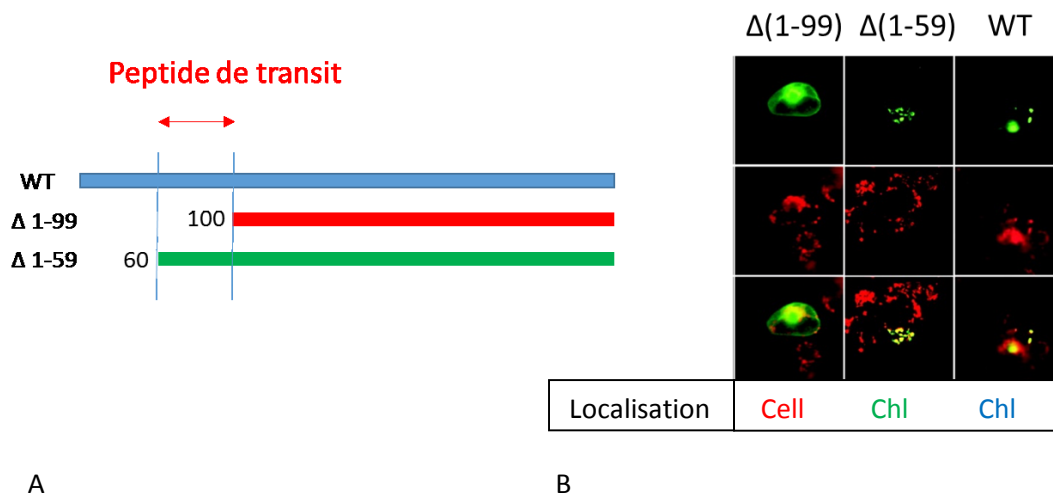 Peptide de transit
WT
Δ 1-99
100
Δ 1-59
60
A
Δ(1-99) Δ(1-59) WT
Localisation Cell Chl Chl
B